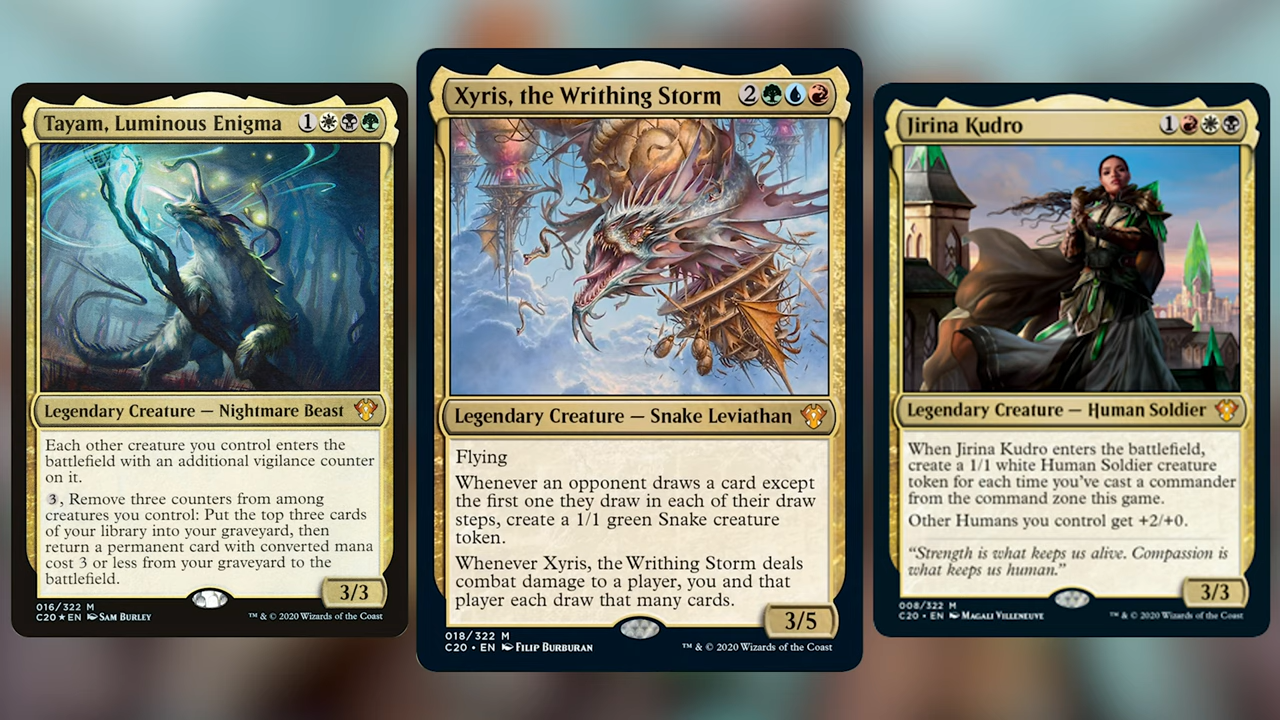 Tayam, Luminous Enigma 1
Legendary Creature — Nightmare Beast
Each other creature you control enters the
battlefield with an additional vigilance counter
on it.
3, Remove three counters from among
creatures you control: Put the top three cards
of your library into your graveyard, then
return a permanent card with converted mana
cost 3 or less from your graveyard to the
battlefield.
3/3
016/322 M
C20 ★ EN Sam Burley
™ & © 2020 Wizards of the Coast
Xyris, the Writhing Storm 2
Legendary Creature — Snake Leviathan
Flying
Whenever an opponent draws a card except
the first one they draw in each of their draw
steps, create a 1/1 green Snake creature
token.
Whenever Xyris, the Writhing Storm deals
combat damage to a player, you and that
player each draw that many cards.
3/5
018/322 M
C20 • EN Filip Burburan
™ & © 2020 Wizards of the Coast
Jirina Kudro 1
Legendary Creature — Human Soldier
When Jirina Kudro enters the battlefield,
create a 1/1 white Human Soldier creature
token for each time you've cast a commander
from the command zone this game.
Other Humans you control get +2/+0.
“Strength is what keeps us alive. Compassion is
what keeps us human.”
3/3
008/322 M
C20 • EN Magali Villeneuve
™ & © 2020 Wizards of the Coast